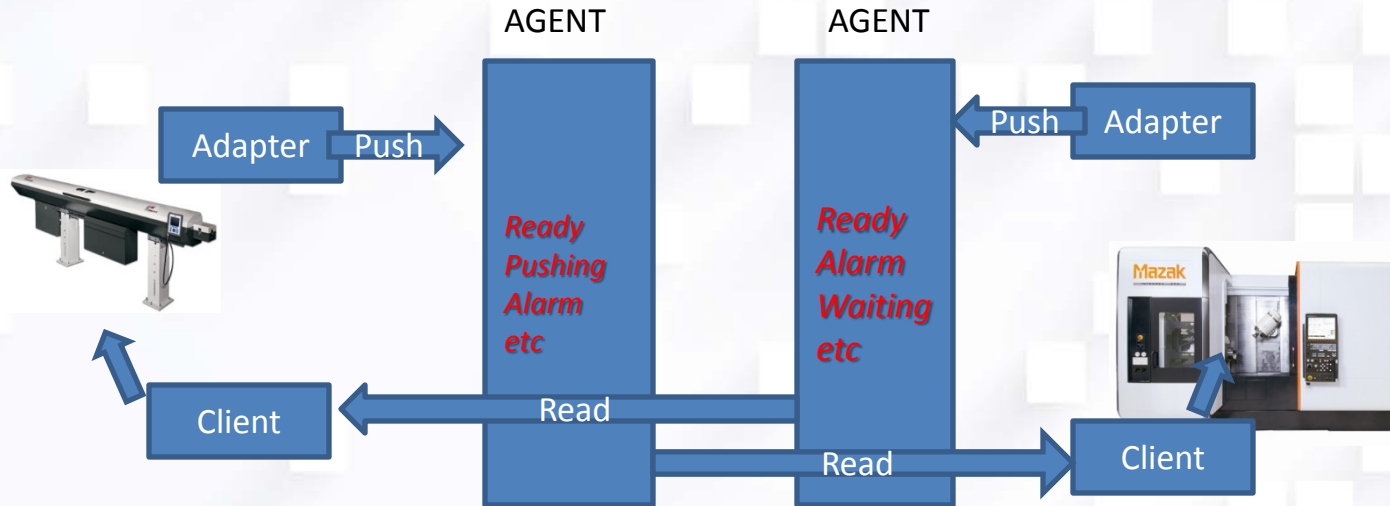 AGENT
AGENT
Adapter
Push
Push
Adapter
Ready
Pushing
Alarm
etc
Ready
Alarm
Waiting
etc
Mazak
Client
Read
Read
Client